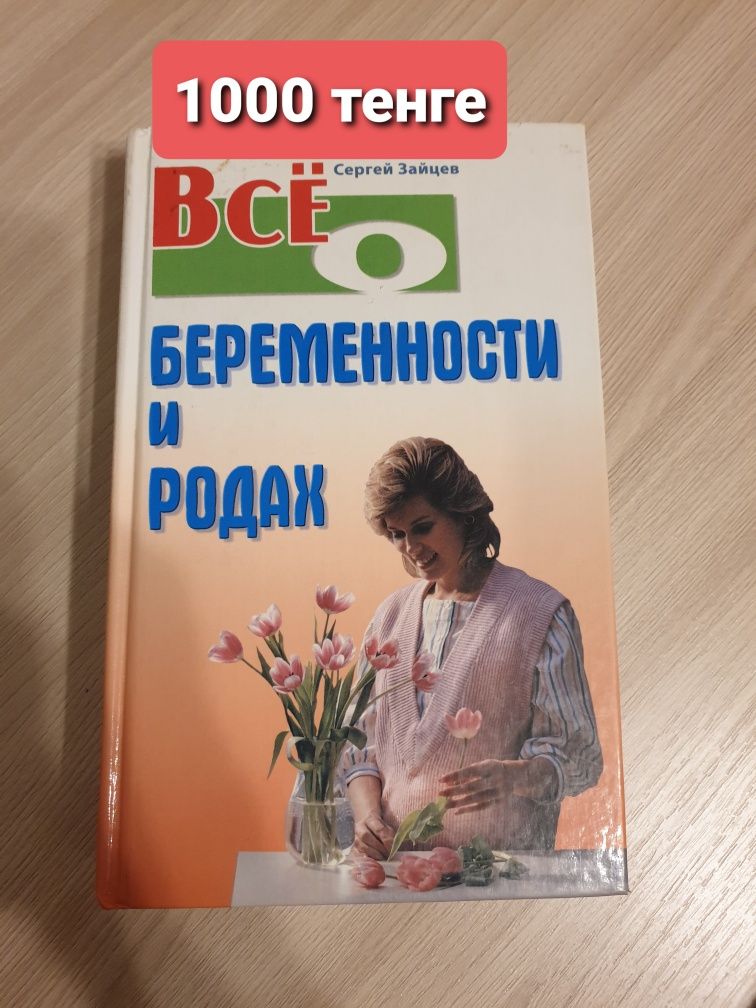 1000 тенге
Сергей Зайцев
ВСЁ
О
БЕРЕМЕННОСТИ
И
РОДАХ